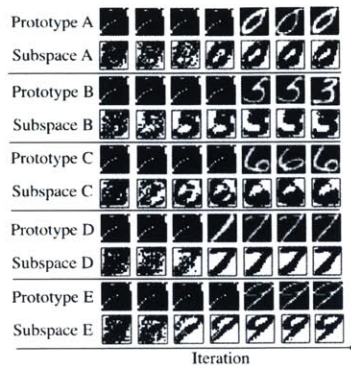 Prototype A
Subspace A
Prototype B
Subspace B
Prototype C
Subspace C
Prototype D
Subspace D
Prototype E
Subspace E
Iteration